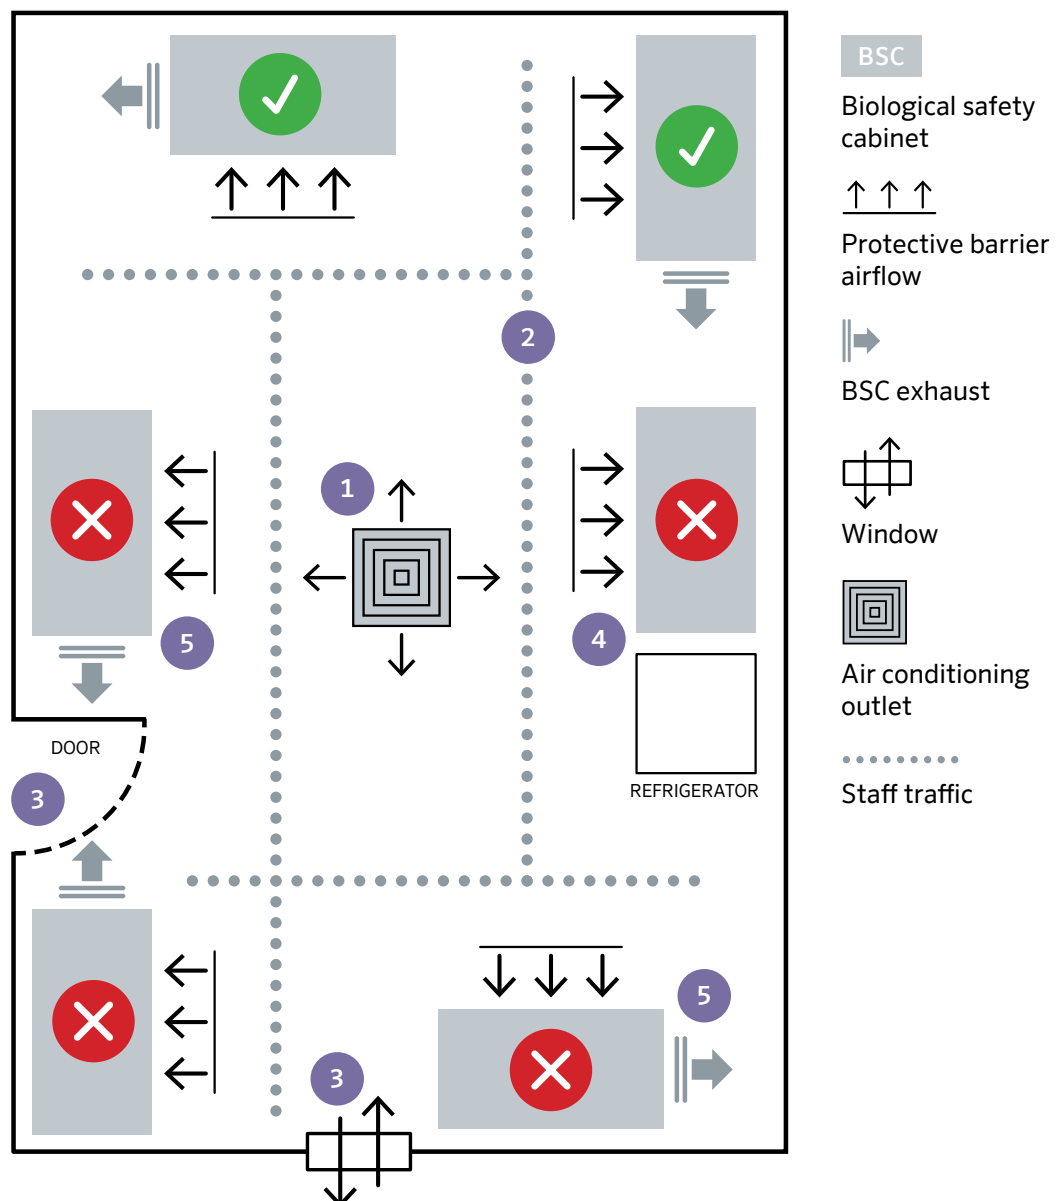 2
1
5
4
DOOR
3
REFRIGERATOR
5
3
BSC
Biological safety
cabinet
Protective barrier
airflow
BSC exhaust
Window
Air conditioning
outlet
Staff traffic